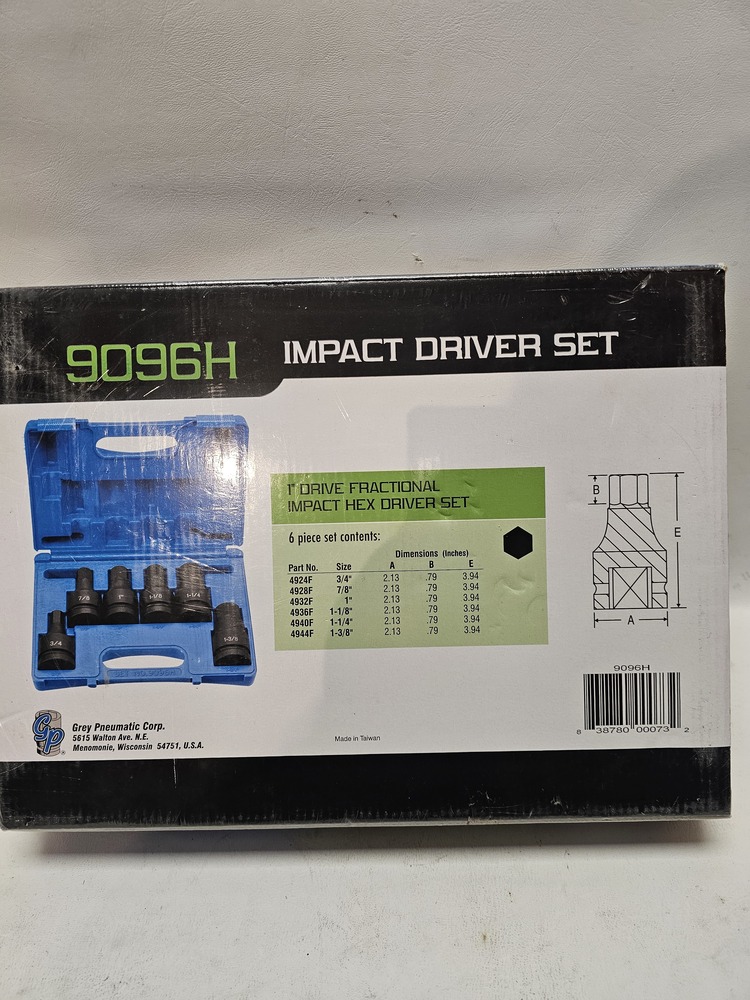 9096H IMPACT DRIVER SET
1" DRIVE FRACTIONAL
IMPACT HEX DRIVER SET
6 piece set contents:
Dimensions (Inches)
Part No. Size A B E
4924F 3/4" 2.13 .79 3.94
4928F 7/8" 2.13 .79 3.94
4932F 1" 2.13 .79 3.94
4936F 1-1/8" 2.13 .79 3.94
4940F 1-1/4" 2.13 .79 3.94
4944F 1-3/8" 2.13 .79 3.94
7/8 1" 1-1/8 1-1/4
3/4 1-3/8
SET NO.9096H
B
E
A
9096H
8 38780 00073 2
GP
Grey Pneumatic Corp.
5615 Walton Ave. N.E.
Menomonie, Wisconsin 54751, U.S.A.
Made in Taiwan